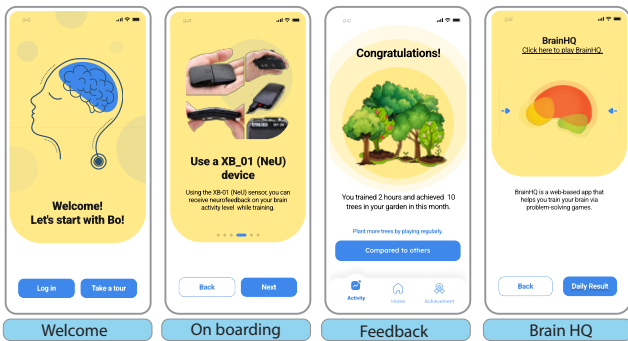 Welcome!
Let's start with Bo!
Log in
Take a tour
Welcome
Use a XB_01 (NeU)
device
Using the XB-01 (NeU) sensor, you can
receive neurofeedback on your brain
activity level while training.
Back
Next
On boarding
Congratulations!
You trained 2 hours and achieved 10
trees in your garden in this month.
Plant more trees by playing regularly.
Compared to others
Activity
Home
Achievement
Feedback
BrainHQ
Click here to play BrainHQ.
BrainHQ is a web-based app that
helps you train your brain via
problem-solving games.
Back
Daily Result
Brain HQ